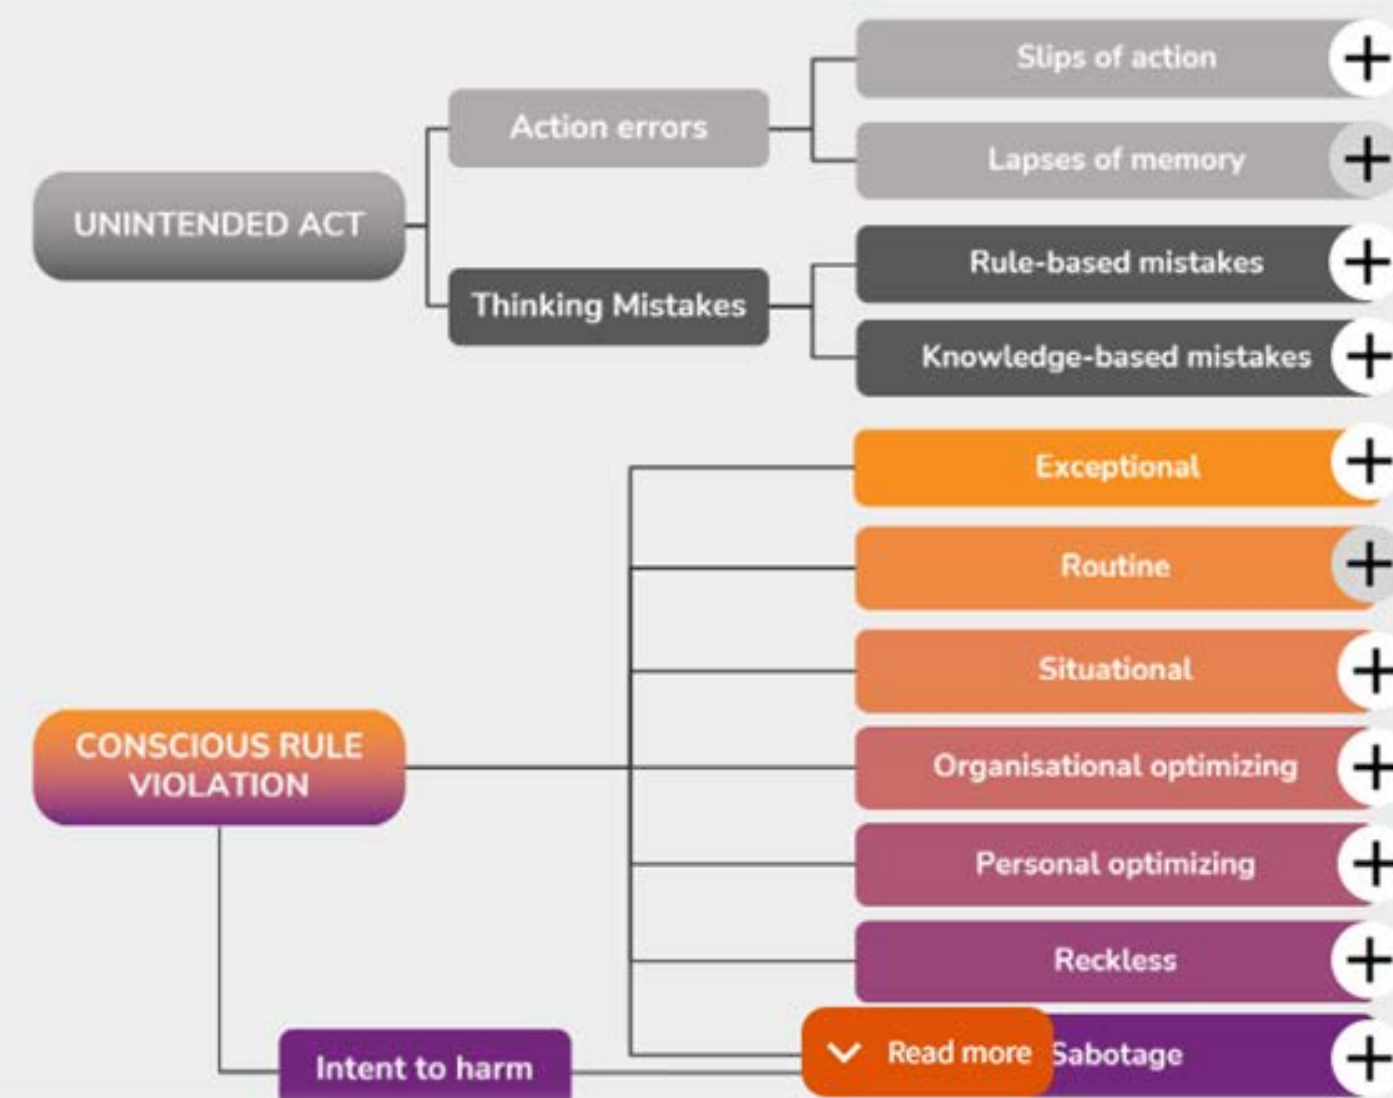 Slips of action
Action errors
Lapses of memory
UNINTENDED ACT
Rule-based mistakes
Thinking Mistakes
Knowledge-based mistakes
Exceptional
Routine
Situational
CONSCIOUS RULE
VIOLATION
Organisational optimizing
Personal optimizing
Reckless
Read more
Sabotage
Intent to harm